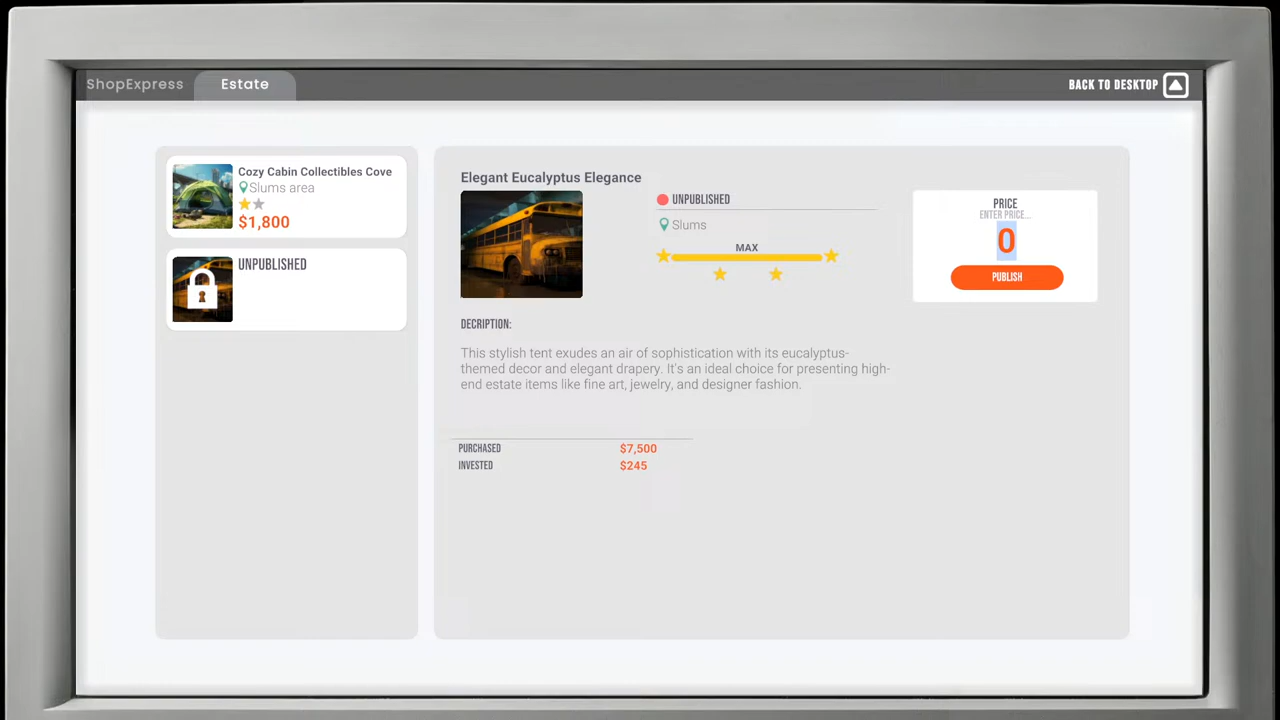 ShopExpress
Estate
BACK TO DESKTOP
Cozy Cabin Collectibles Cove
Slums area
$1,800
UNPUBLISHED
Elegant Eucalyptus Elegance
UNPUBLISHED
Slums
MAX
PRICE
ENTER PRICE...
0
PUBLISH
DECRIPTION:
This stylish tent exudes an air of sophistication with its eucalyptus-
themed decor and elegant drapery. It's an ideal choice for presenting high-
end estate items like fine art, jewelry, and designer fashion.
PURCHASED $7,500
INVESTED $245